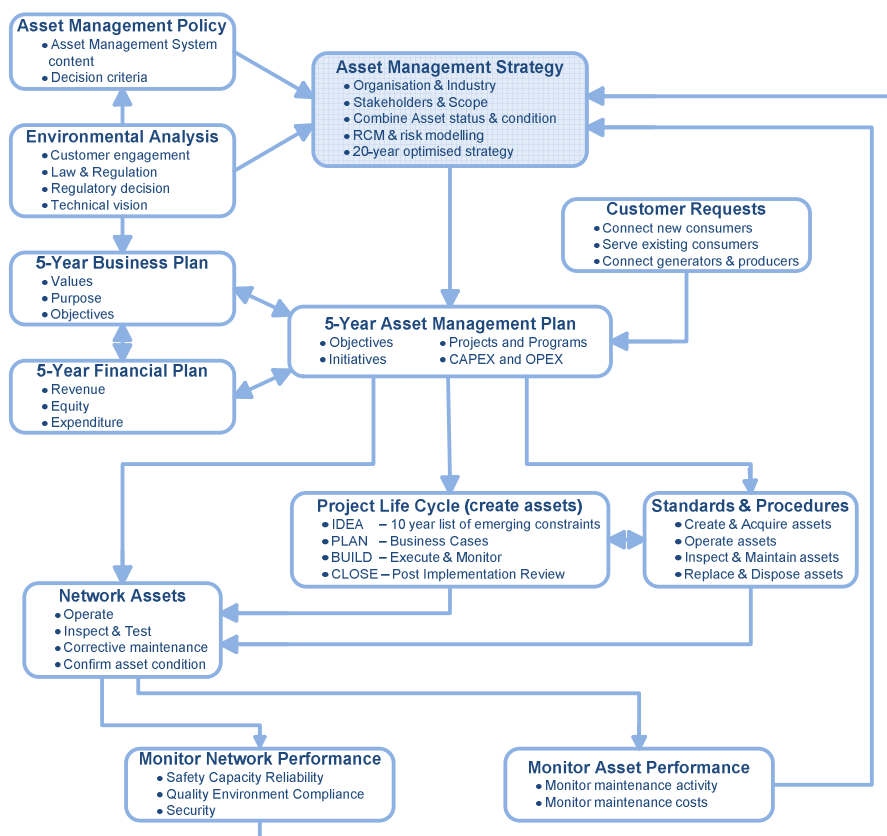 Asset Management Policy
• Asset Management System
content
• Decision criteria
Asset Management Strategy
• Organisation & Industry
• Stakeholders & Scope
• Combine Asset status & condition
• RCM & risk modelling
• 20-year optimised strategy
Environmental Analysis
• Customer engagement
• Law & Regulation
• Regulatory decision
• Technical vision
Customer Requests
• Connect new consumers
• Serve existing consumers
• Connect generators & producers
5-Year Business Plan
• Values
• Purpose
• Objectives
5-Year Asset Management Plan
• Objectives • Projects and Programs
• Initiatives • CAPEX and OPEX
5-Year Financial Plan
• Revenue
• Equity
• Expenditure
Project Life Cycle (create assets)
• IDEA – 10 year list of emerging constraints
• PLAN – Business Cases
• BUILD – Execute & Monitor
• CLOSE – Post Implementation Review
Standards & Procedures
• Create & Acquire assets
• Operate assets
• Inspect & Maintain assets
• Replace & Dispose assets
Network Assets
• Operate
• Inspect & Test
• Corrective maintenance
• Confirm asset condition
Monitor Network Performance
• Safety Capacity Reliability
• Quality Environment Compliance
• Security
Monitor Asset Performance
• Monitor maintenance activity
• Monitor maintenance costs